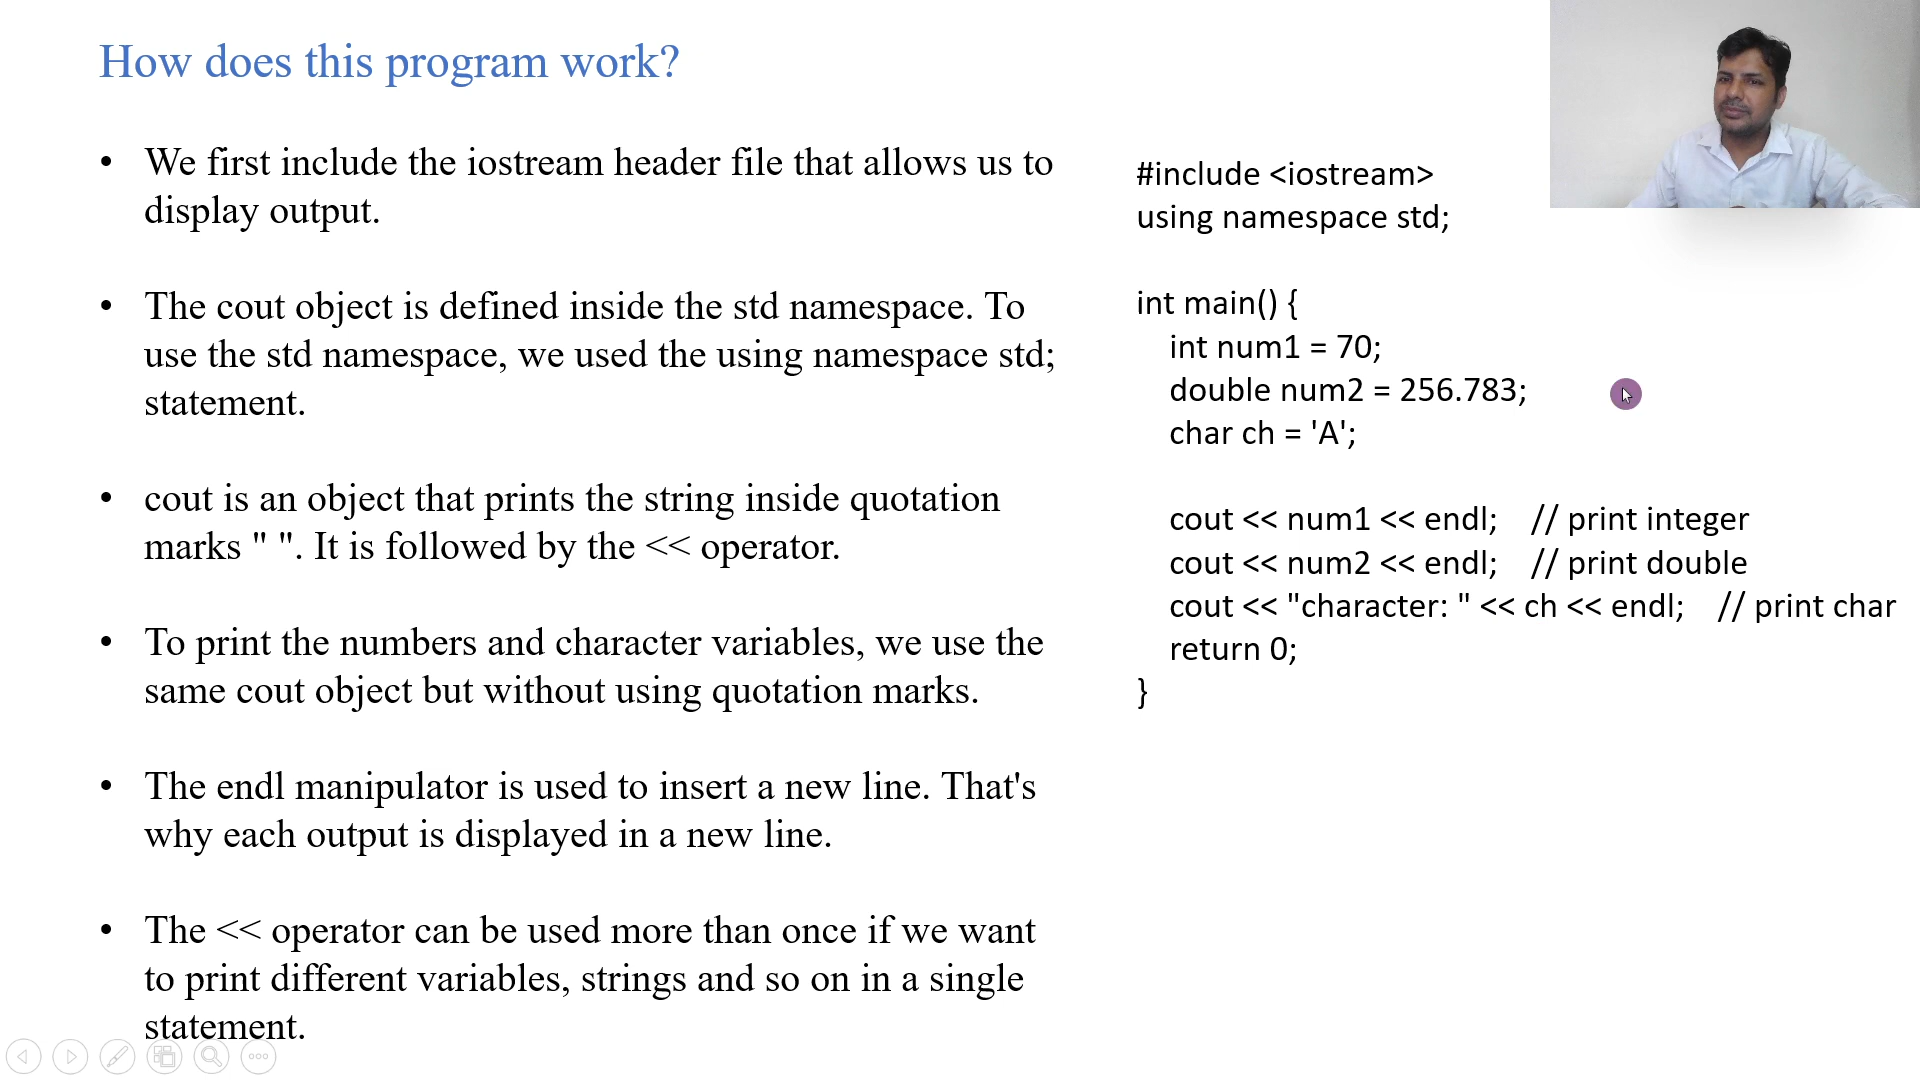 How does this program work?
• We first include the iostream header file that allows us to
display output.
• The cout object is defined inside the std namespace. To
use the std namespace, we used the using namespace std;
statement.
• cout is an object that prints the string inside quotation
marks " ". It is followed by the << operator.
• To print the numbers and character variables, we use the
same cout object but without using quotation marks.
• The endl manipulator is used to insert a new line. That's
why each output is displayed in a new line.
• The << operator can be used more than once if we want
to print different variables, strings and so on in a single
statement.
#include <iostream>
using namespace std;
int main() {
int num1 = 70;
double num2 = 256.783;
char ch = 'A';
cout << num1 << endl;    // print integer
cout << num2 << endl;    // print double
cout << "character: " << ch << endl;    // print char
return 0;
}